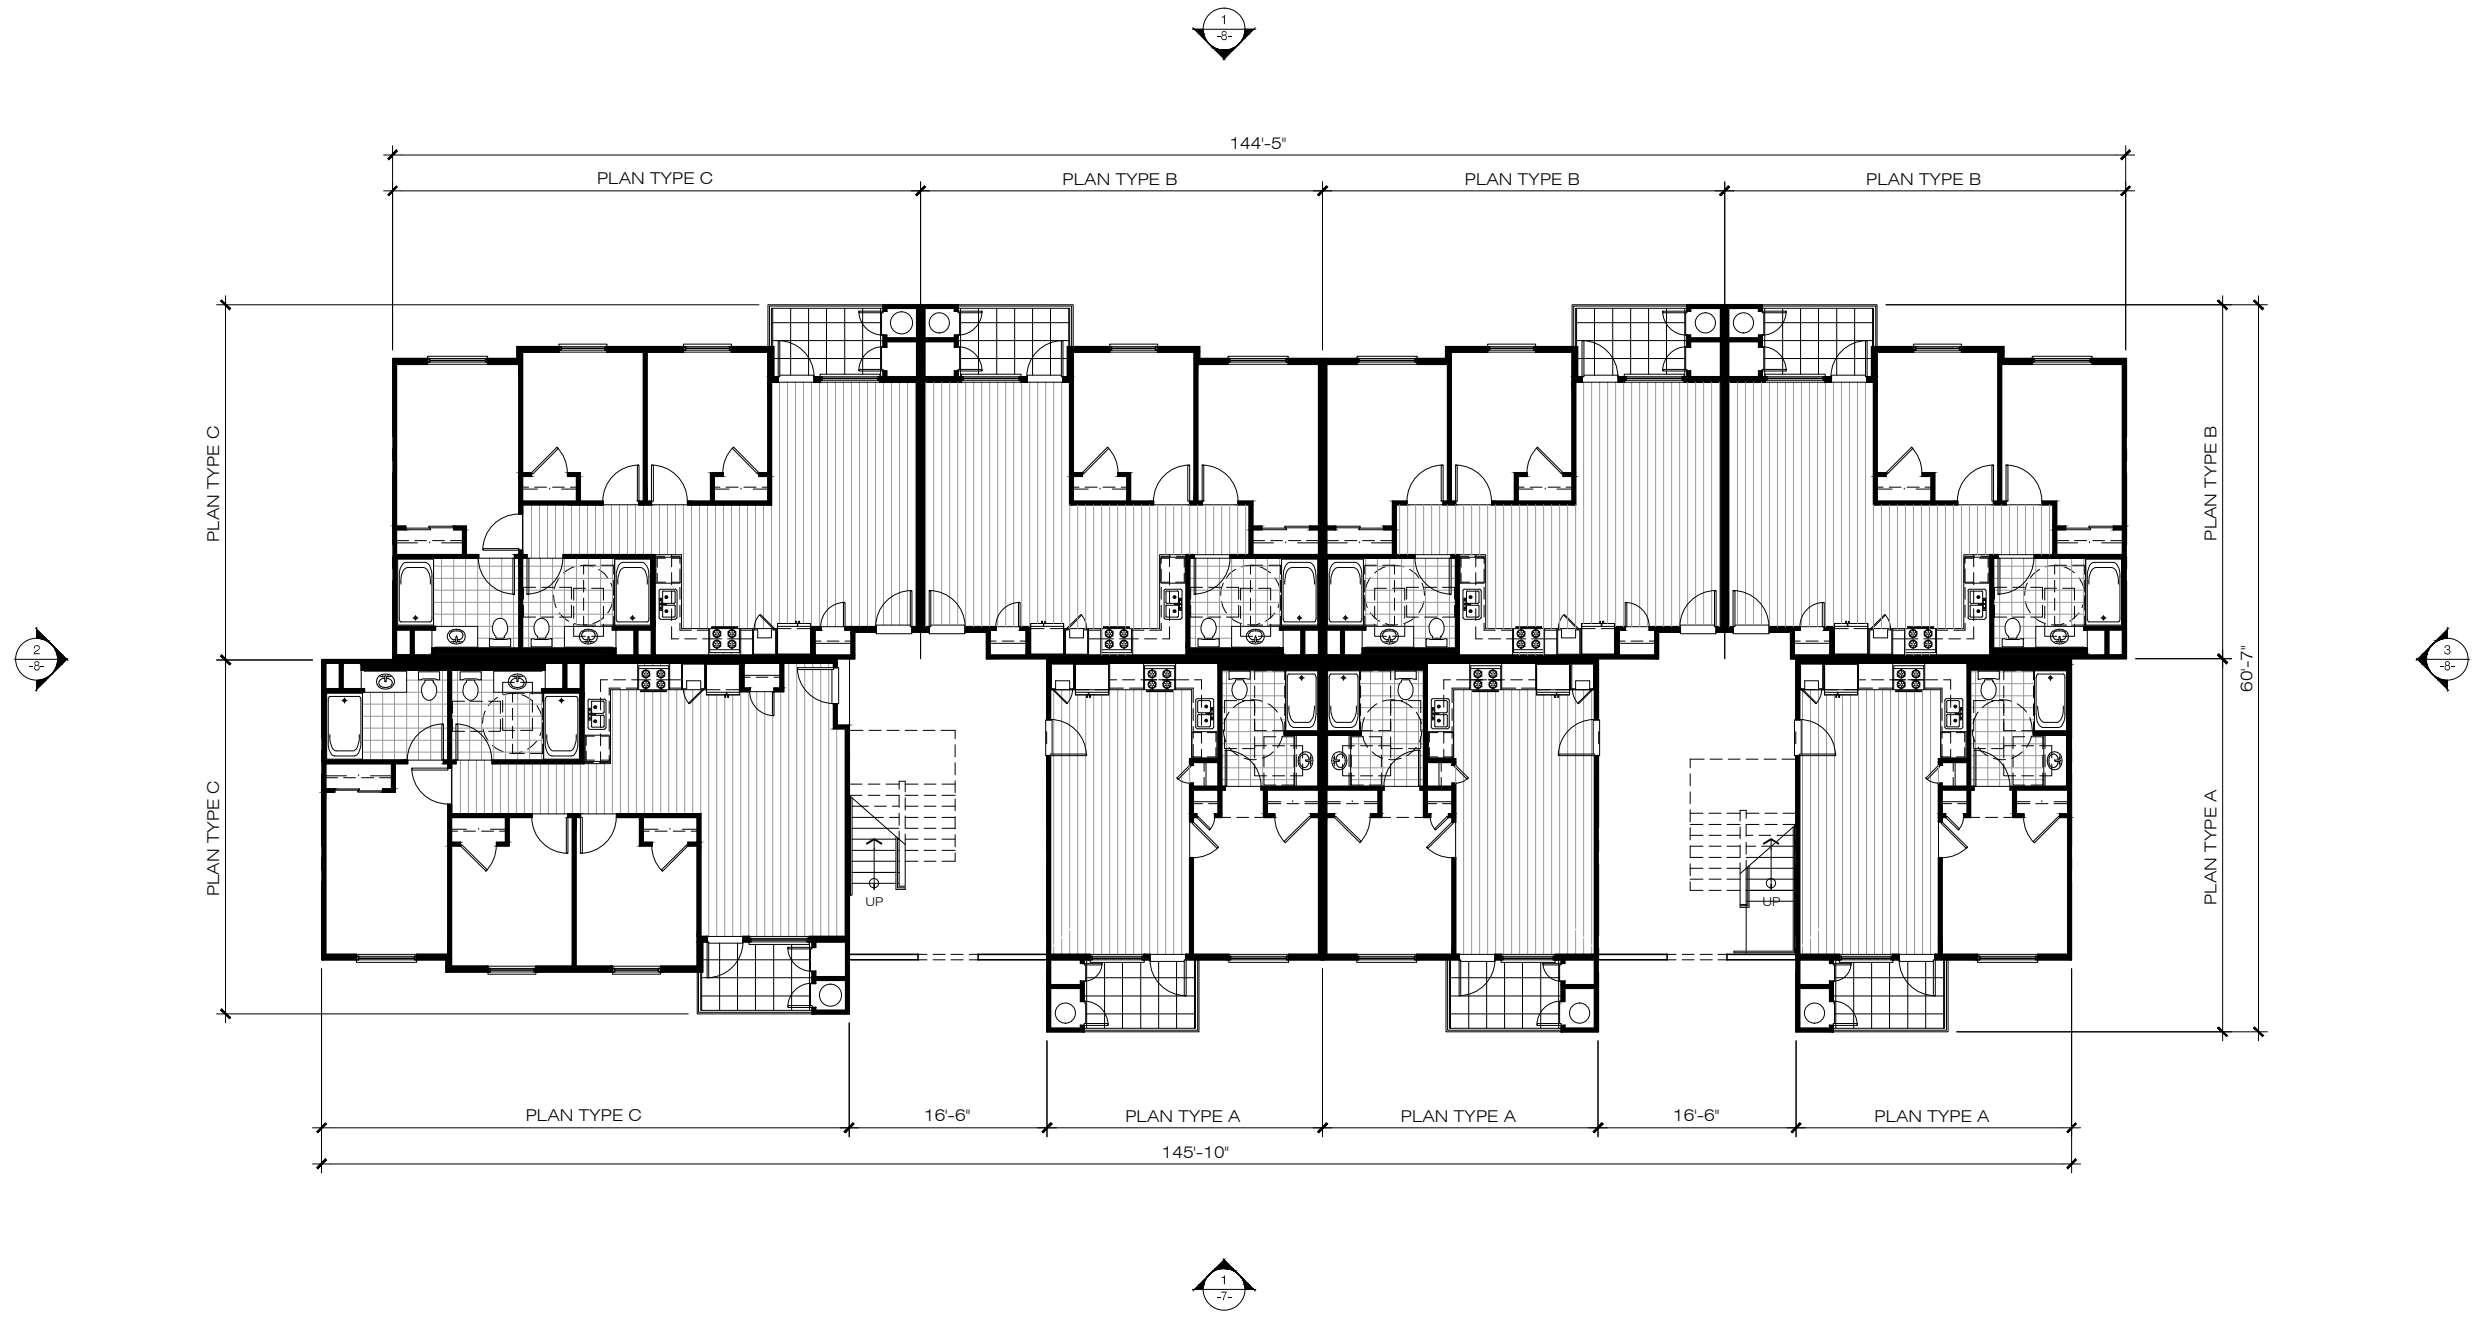 1
-8-
144'-5"
PLAN TYPE C
PLAN TYPE B
PLAN TYPE B
PLAN TYPE B
PLAN TYPE C
PLAN TYPE B
2
-8-
3
-8-
60'-7"
PLAN TYPE C
PLAN TYPE A
UP
UP
PLAN TYPE C
16'-6"
PLAN TYPE A
PLAN TYPE A
16'-6"
PLAN TYPE A
145'-10"
1
-7-